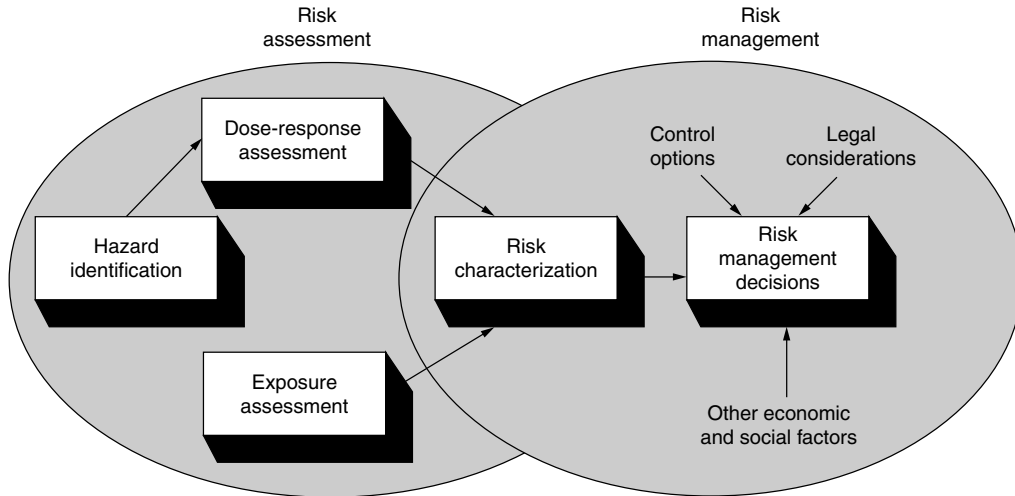 Risk
assessment
Risk
management
Dose-response
assessment
Control
options
Legal
considerations
Hazard
identification
Risk
characterization
Risk
management
decisions
Exposure
assessment
Other economic
and social factors